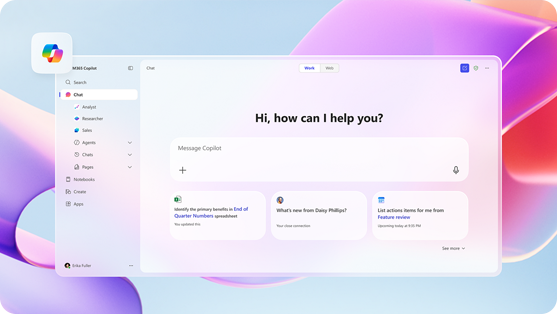 M365 Copilot
Search
Chat
Analyst
Researcher
Sales
Agents
Chats
Pages
Notebooks
Create
Apps
Erika Fuller
Chat
Work
Web
Hi, how can I help you?
Message Copilot
Identify the primary benefits in End of
Quarter Numbers spreadsheet
You updated this
What's new from Daisy Phillips?
Your close connection
List actions items for me from
Feature review
Upcoming today at 6:00 PM
See more